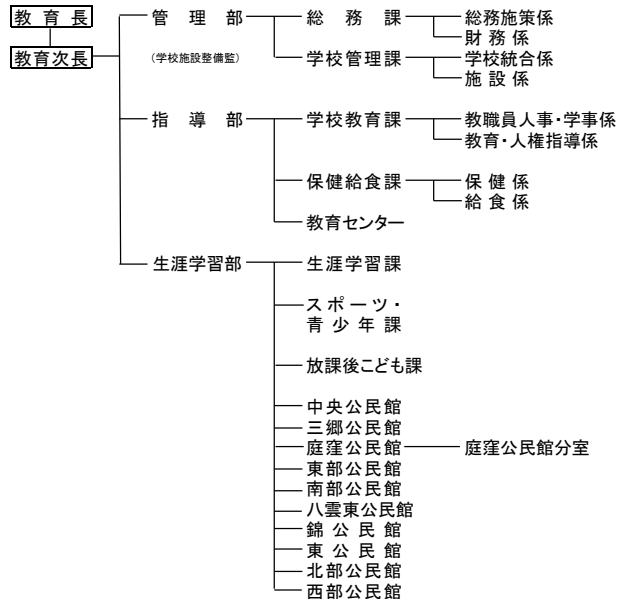 教育長 管理部 総務課 総務施策係
財務係
教育次長 (学校施設整備監) 学校管理課 学校統合係
施設係
指導部 学校教育課 教職員人事・学事係
教育・人権指導係
保健給食課 保健係
給食係
教育センター
生涯学習部 生涯学習課
スポーツ・
青少年課
放課後こども課
中央公民館
三郷公民館
庭窪公民館 庭窪公民館分室
東部公民館
南部公民館
八雲東公民館
錦公民館
東公民館
北部公民館
西部公民館